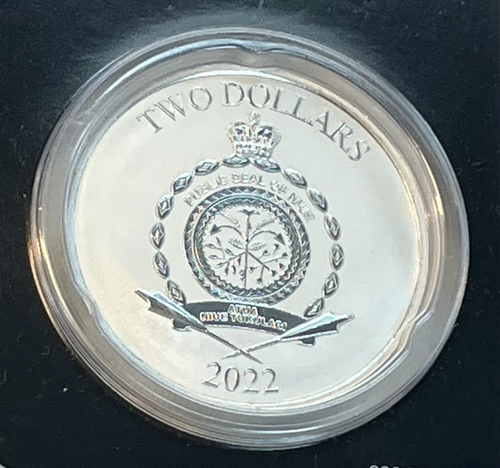 TWO DOLLARS
PUBLIC SEAL OF NIUE
ATUA
NIUE TUKULAGI
2022